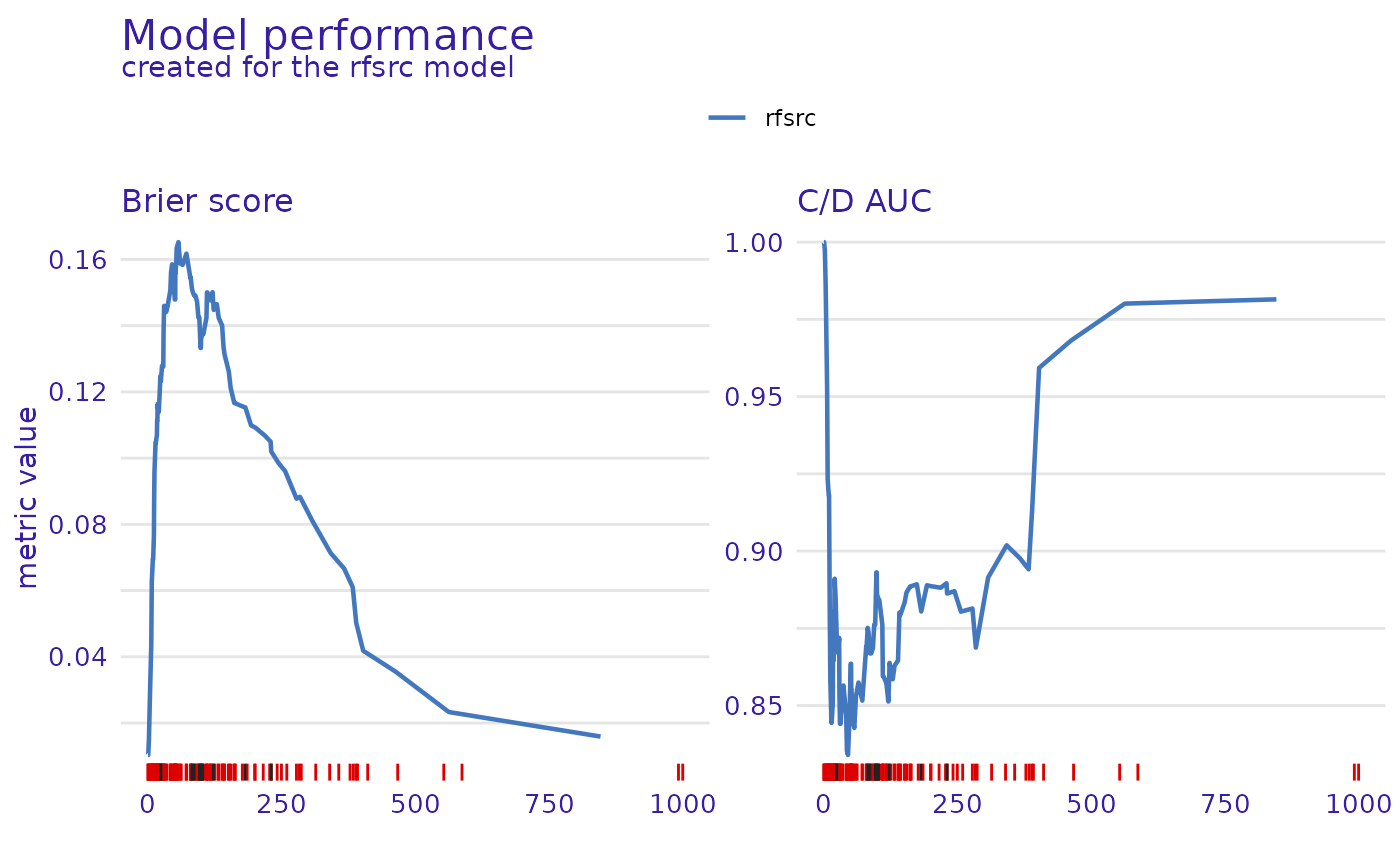 Model performance
created for the rfsrc model
rfsrc
Brier score
C/D AUC
metric value
0.16
0.12
0.08
0.04
0 250 500 750 1000
1.00
0.95
0.90
0.85
0 250 500 750 1000